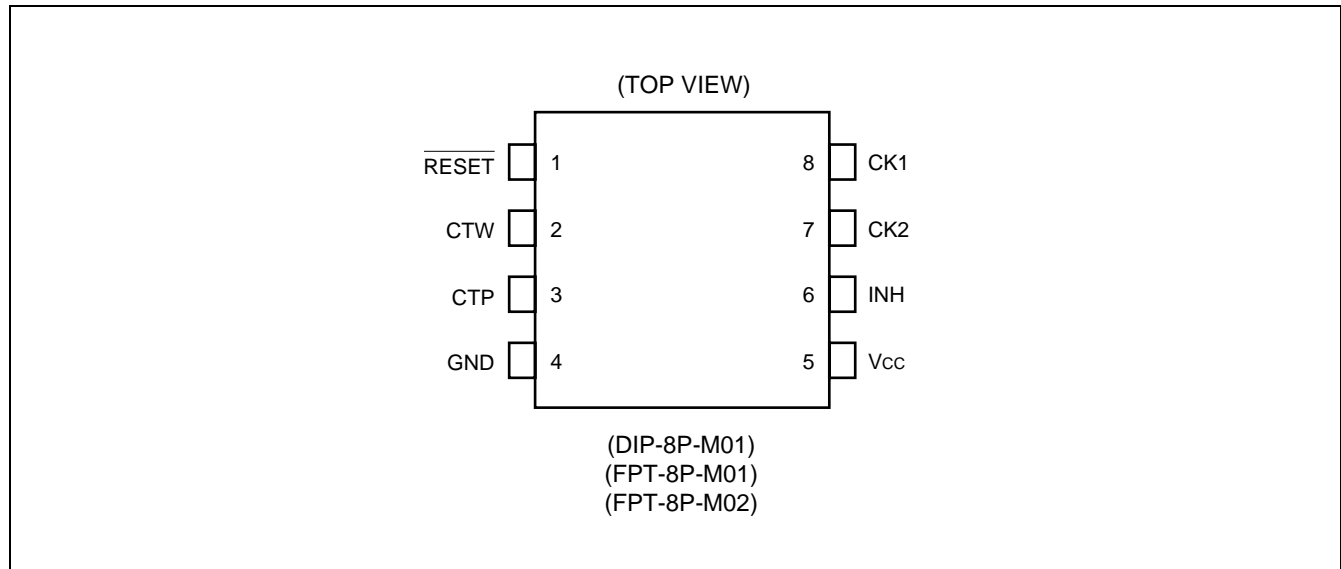 (TOP VIEW)
RESET 1 8 CK1
CTW 2 7 CK2
CTP 3 6 INH
GND 4 5 VCC
(DIP-8P-M01)
(FPT-8P-M01)
(FPT-8P-M02)